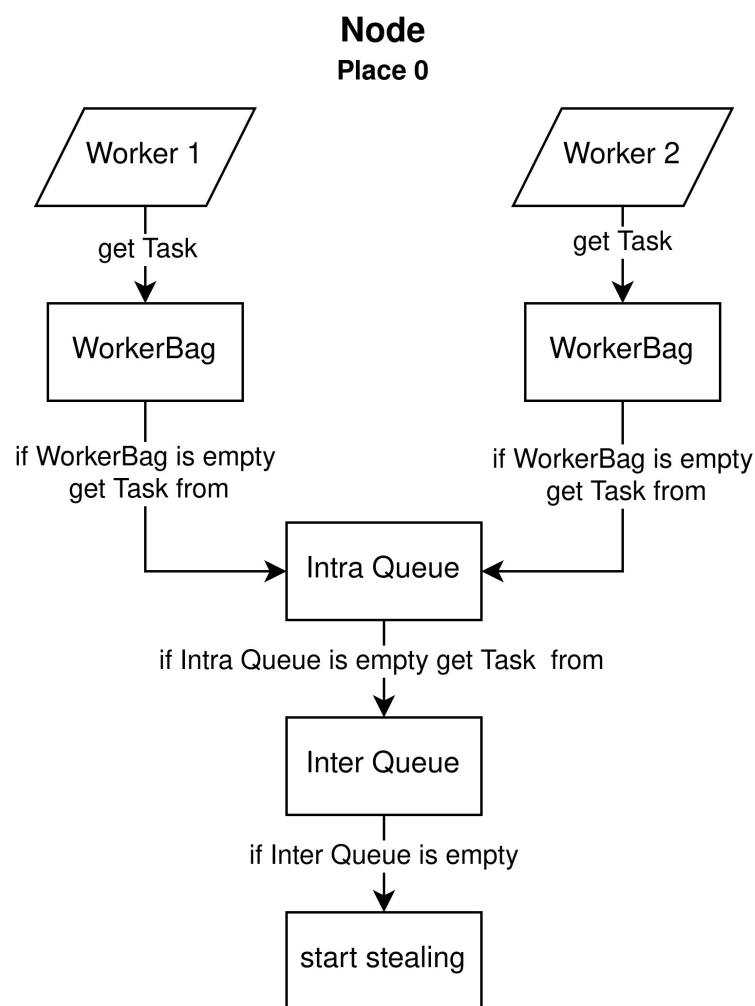 Node
Place 0
Worker 1
Worker 2
get Task
get Task
WorkerBag
WorkerBag
if WorkerBag is empty
get Task from
if WorkerBag is empty
get Task from
Intra Queue
if Intra Queue is empty get Task  from
Inter Queue
if Inter Queue is empty
start stealing